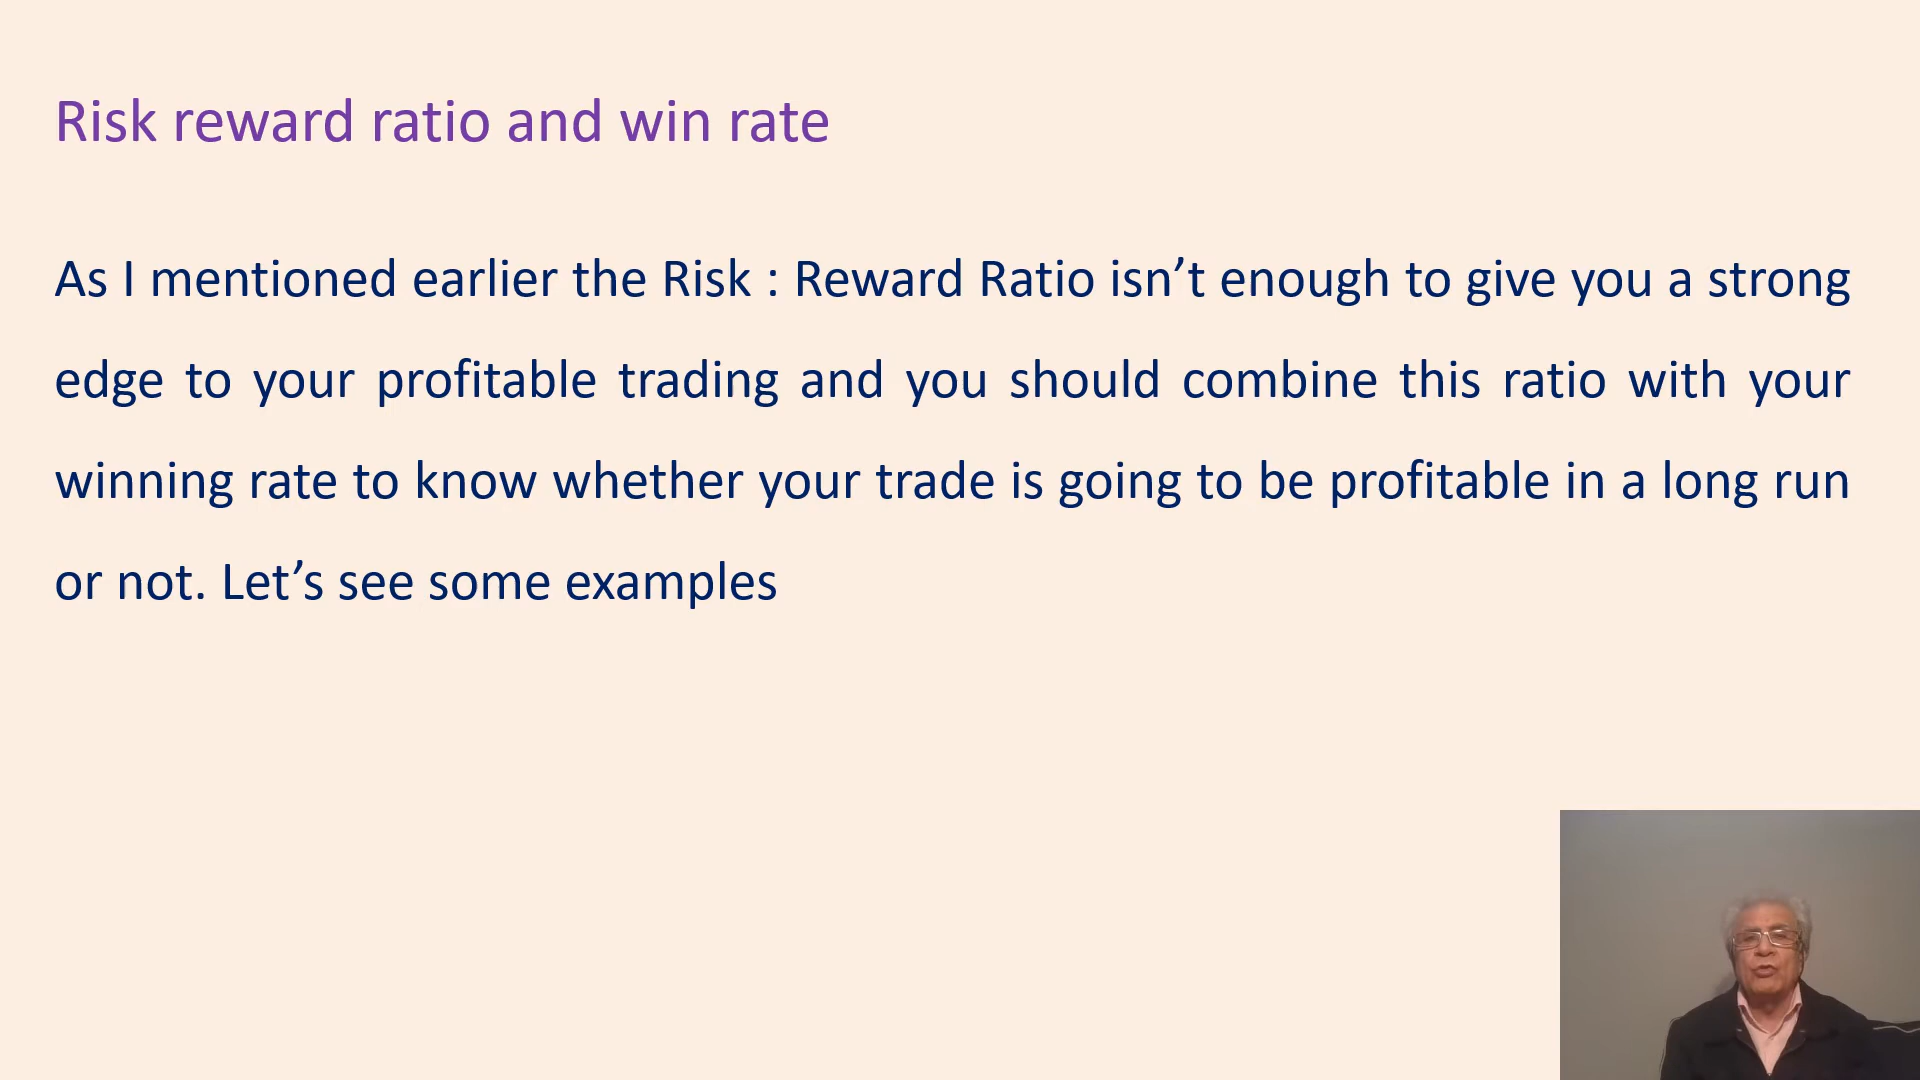 Risk reward ratio and win rate
As I mentioned earlier the Risk : Reward Ratio isn’t enough to give you a strong
edge to your profitable trading and you should combine this ratio with your
winning rate to know whether your trade is going to be profitable in a long run
or not. Let’s see some examples